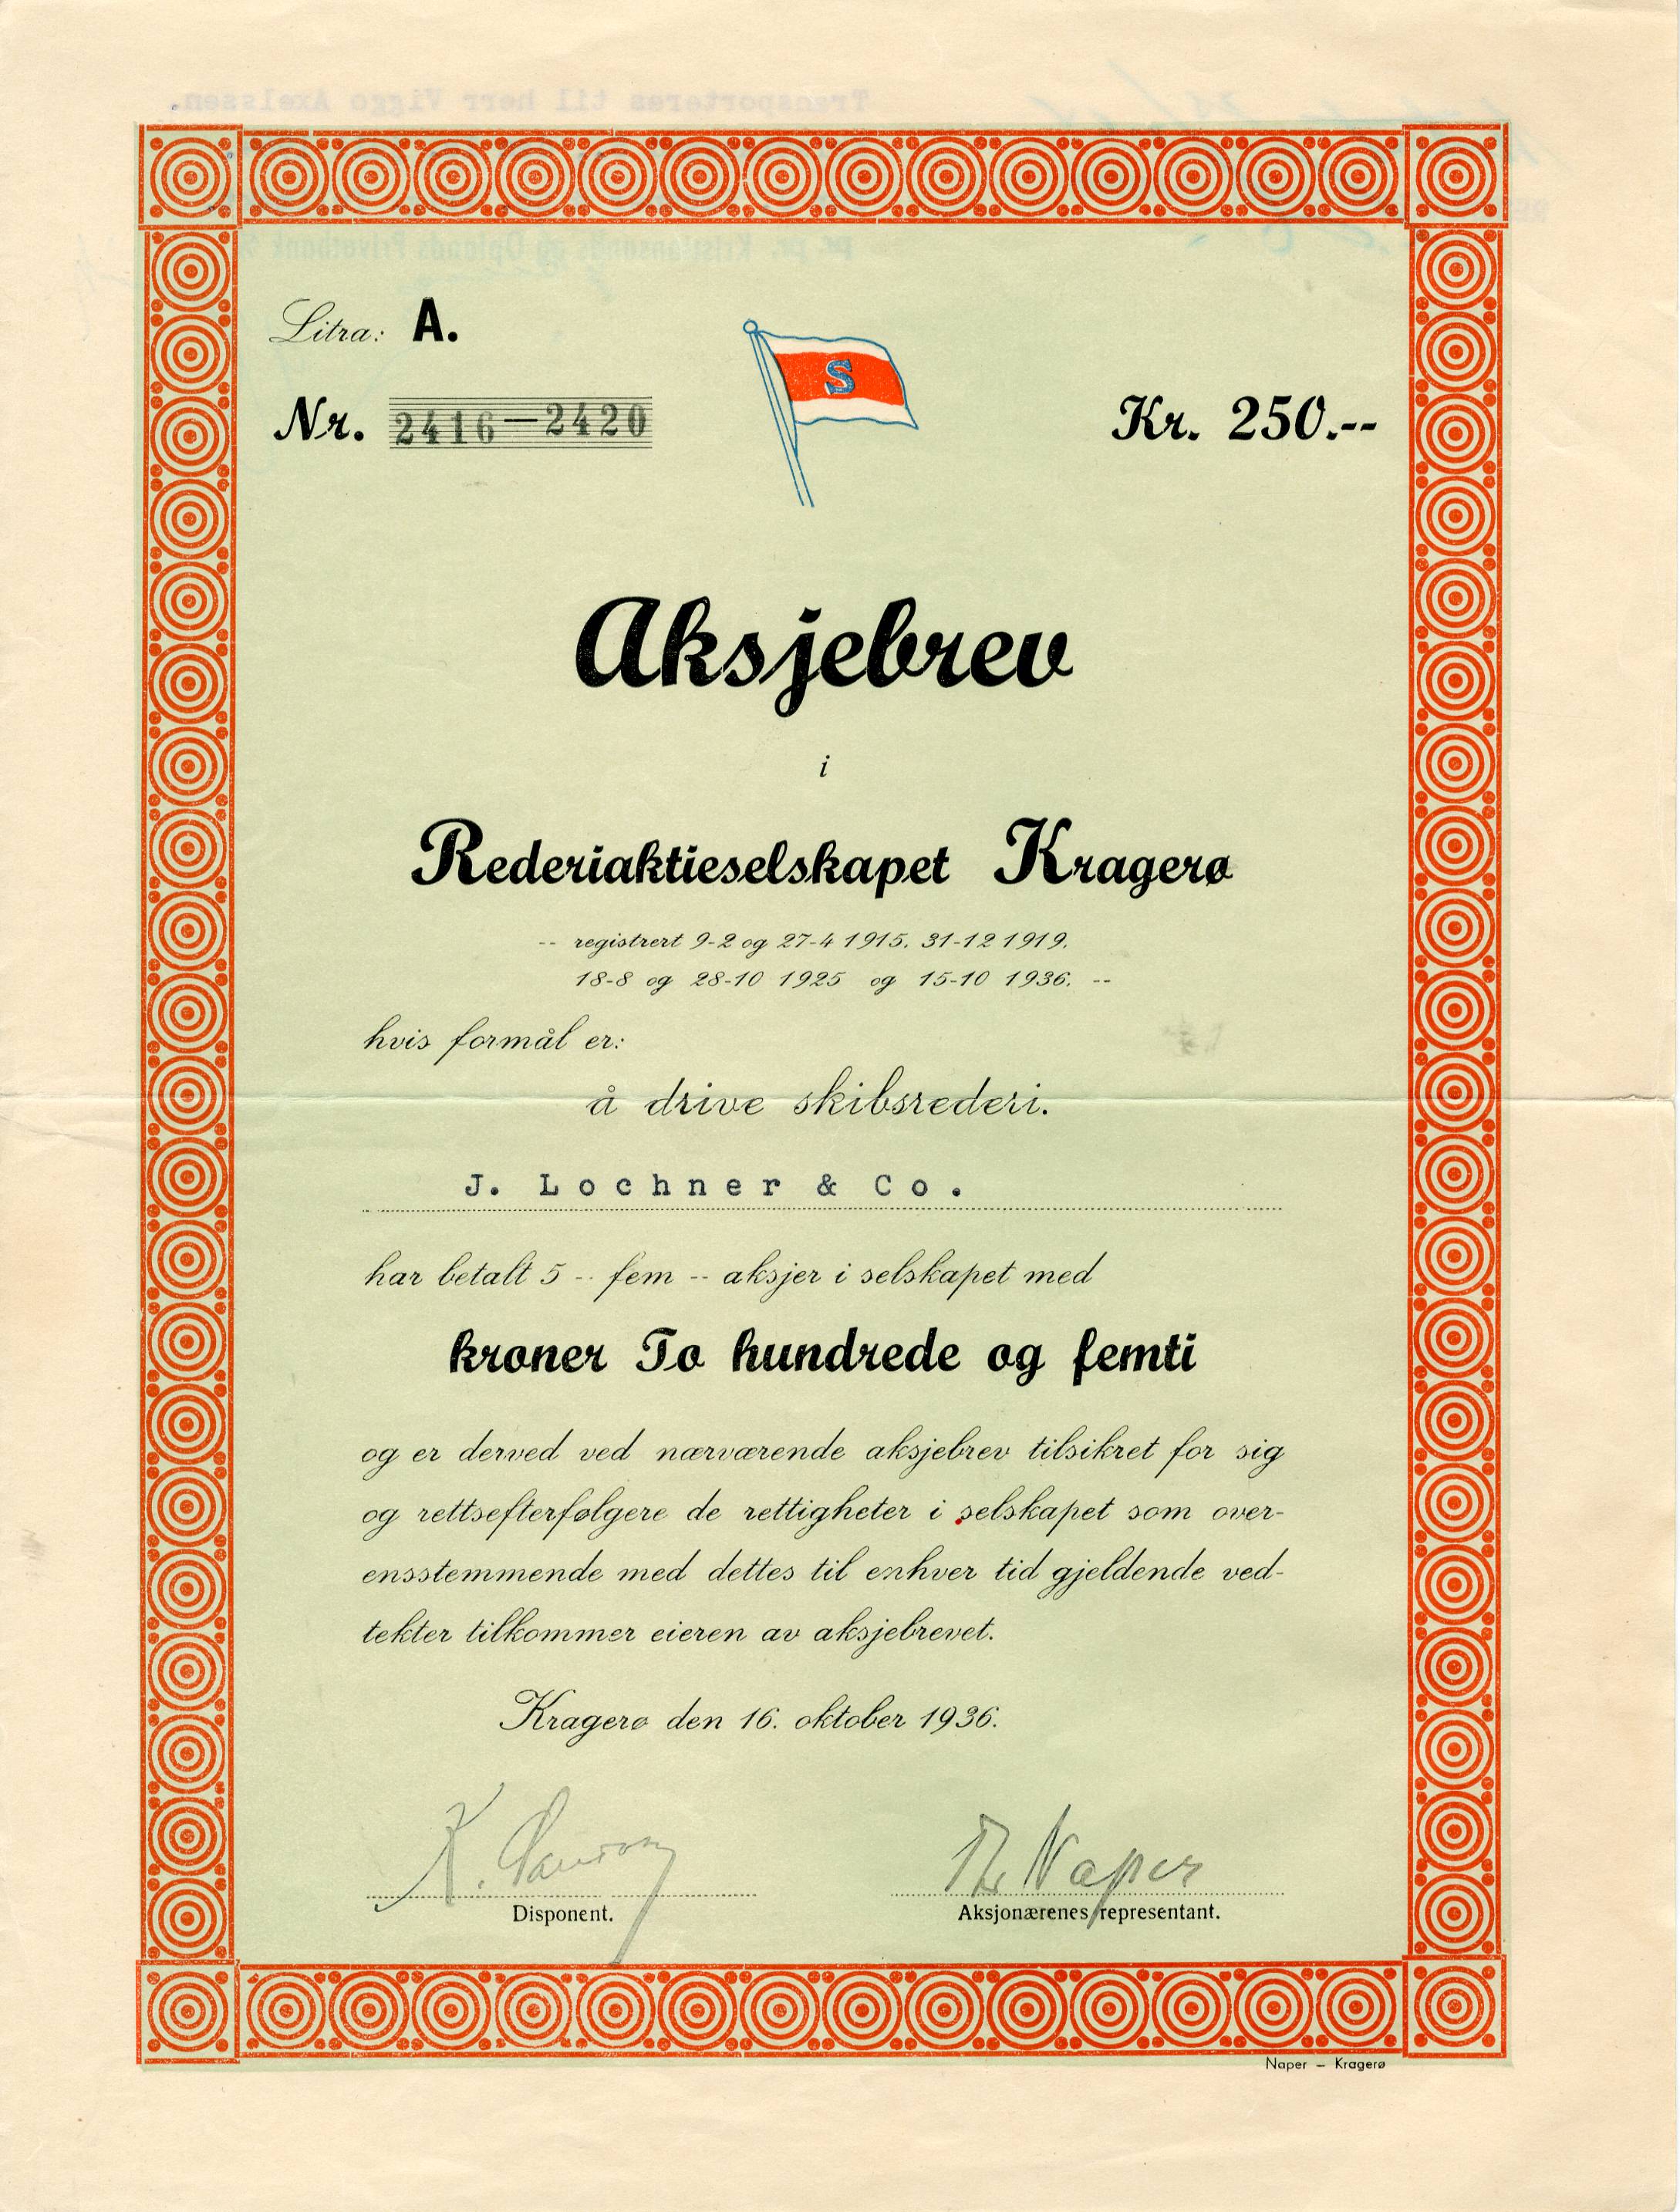 Transporteres til herr Viggo Axelssen.
pr. pr. Kristiansands og Oplands Privatbank
Litra: A.
S
Nr. 2416—2420
Kr. 250.--
Aksjebrev
i
Rederiaktieselskapet Kragerø
-- registrert 9-2 og 27-4 1915. 31-12 1919.
18-8 og 28-10 1925 og 15-10 1936. --
hvis formål er:
å drive skibsrederi.
J. Lochner & Co.
har betalt 5 -- fem -- aksjer i selskapet med
kroner To hundrede og femti
og er derved ved nærværende aksjebrev tilsikret for sig
og rettsefterfølgere de rettigheter i selskapet som over-
ensstemmende med dettes til enhver tid gjeldende ved-
tekter tilkommer eieren av aksjebrevet.
Kragerø den 16. oktober 1936.
K.
Th. Naper
Disponent.
Aksjonærenes representant.
Naper – Kragerø